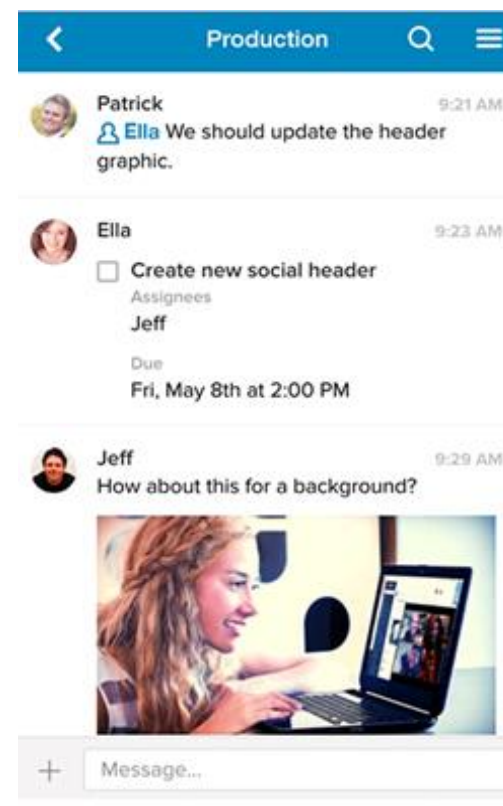 Production
Patrick 9:21 AM
Ella We should update the header
graphic.
Ella 9:23 AM
Create new social header
Assignees
Jeff
Due
Fri, May 8th at 2:00 PM
Jeff 9:29 AM
How about this for a background?
Message...